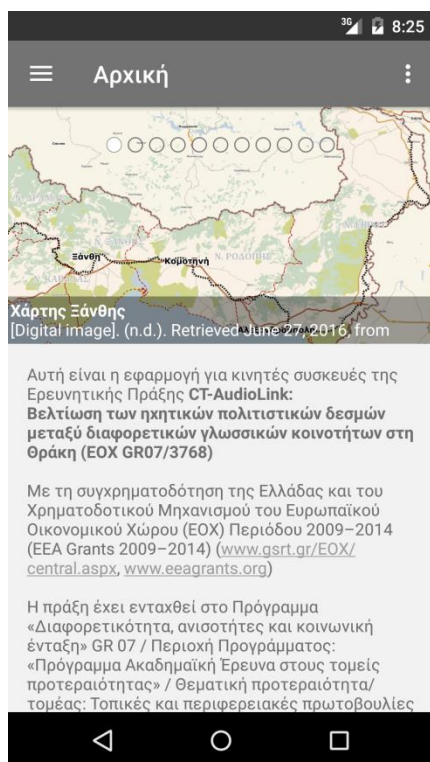 3G 8:25
Αρχική
Ν. ΞΑΝΘΗΣ
Ν. ΡΟΔΟΠΗΣ
Ξάνθη
Κομοτηνή
Χάρτης Ξάνθης
[Digital image]. (n.d.). Retrieved June 27, 2016, from
Αυτή είναι η εφαρμογή για κινητές συσκευές της
Ερευνητικής Πράξης CT-AudioLink:
Βελτίωση των ηχητικών πολιτιστικών δεσμών
μεταξύ διαφορετικών γλωσσικών κοινοτήτων στη
Θράκη (ΕΟΧ GR07/3768)
Με τη συγχρηματοδότηση της Ελλάδας και του
Χρηματοδοτικού Μηχανισμού του Ευρωπαϊκού
Οικονομικού Χώρου (ΕΟΧ) Περιόδου 2009–2014
(EEA Grants 2009–2014) (www.gsrt.gr/EOX/
central.aspx, www.eeagrants.org)
Η πράξη έχει ενταχθεί στο Πρόγραμμα
«Διαφορετικότητα, ανισότητες και κοινωνική
ένταξη» GR 07 / Περιοχή Προγράμματος:
«Πρόγραμμα Ακαδημαϊκή Έρευνα στους τομείς
προτεραιότητας» / Θεματική προτεραιότητα/
τομέας: Τοπικές και περιφερειακές πρωτοβουλίες